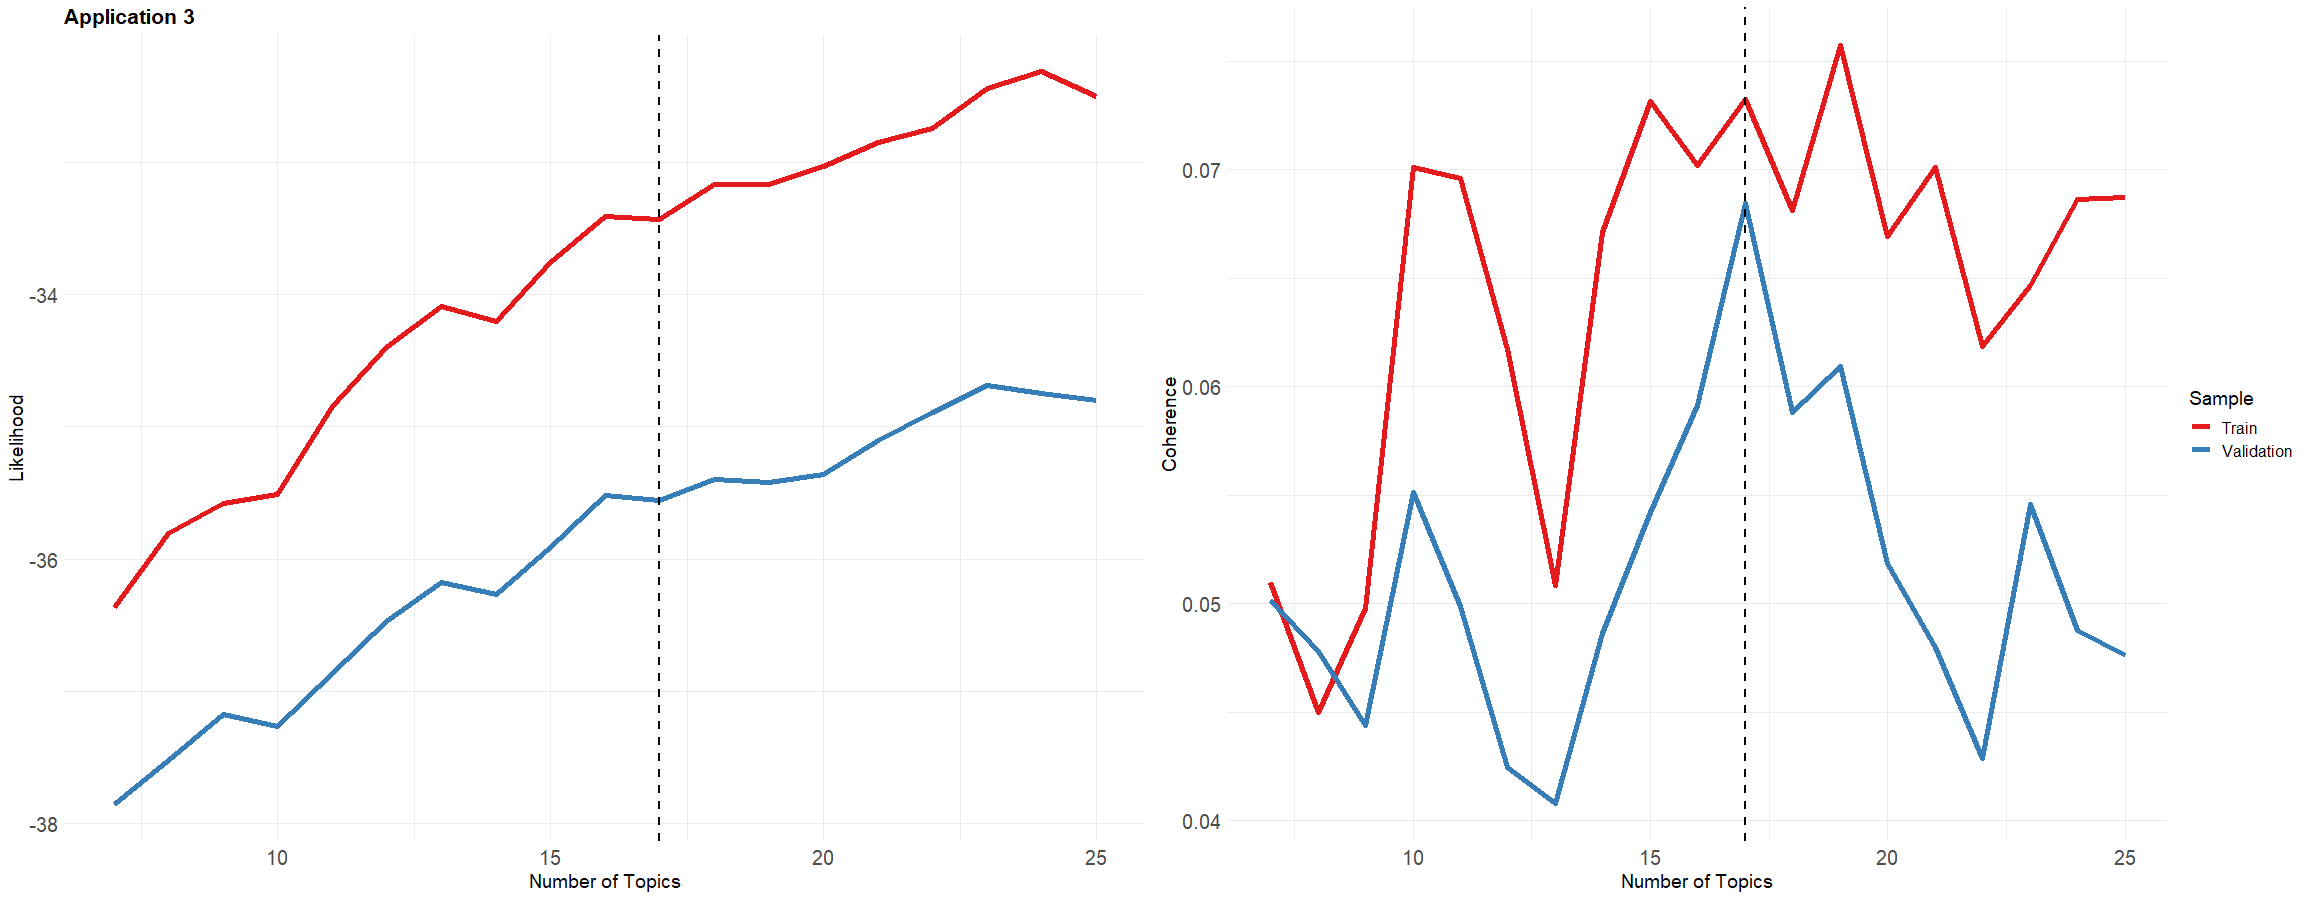 Application 3
Likelihood
-34
-36
-38
10 15 20 25
Number of Topics
Coherence
0.07
0.06
0.05
0.04
10 15 20 25
Number of Topics
Sample
Train
Validation